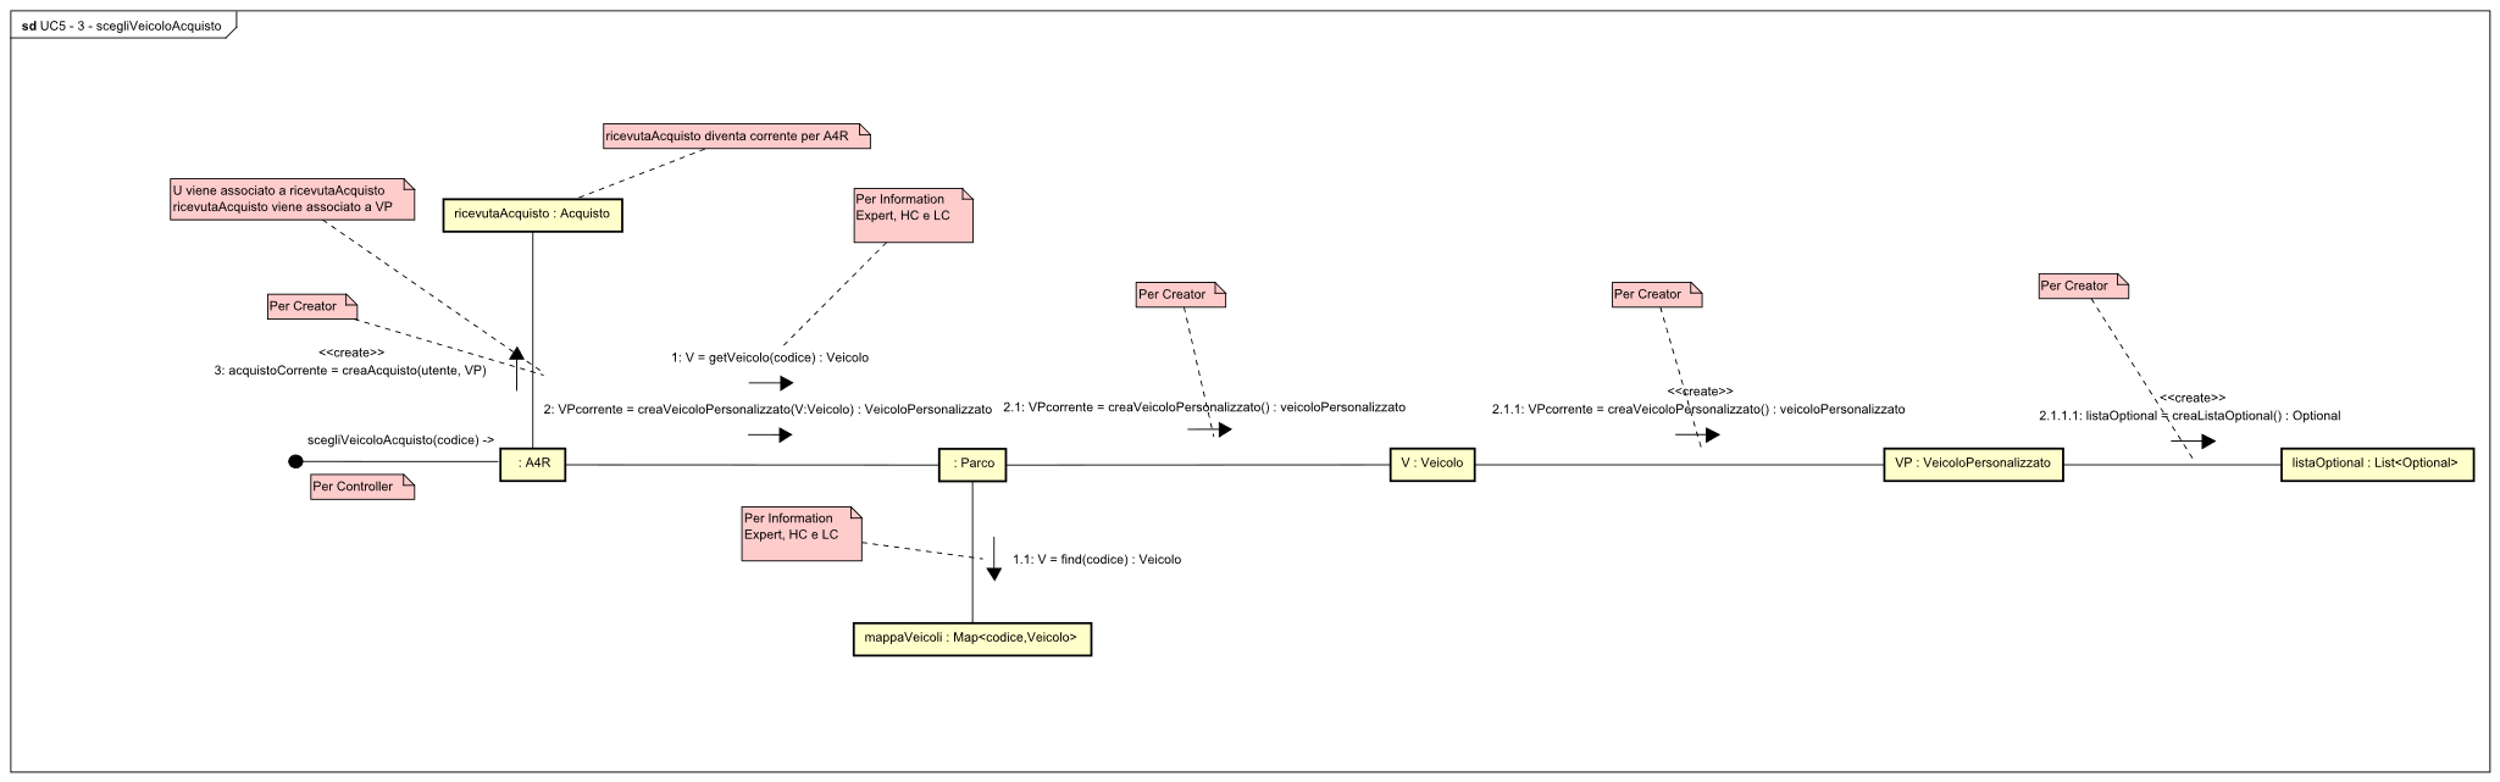 sd UC5 - 3 - scegliVeicoloAcquisto
ricevutaAcquisto diventa corrente per A4R
U viene associato a ricevutaAcquisto
ricevutaAcquisto viene associato a VP
ricevutaAcquisto : Acquisto
Per Information
Expert, HC e LC
Per Creator
Per Creator
Per Creator
Per Creator
<<create>>
3: acquistoCorrente = creaAcquisto(utente, VP)
1: V = getVeicolo(codice) : Veicolo
2: VPcorrente = creaVeicoloPersonalizzato(V:Veicolo) : VeicoloPersonalizzato
2.1: VPcorrente = creaVeicoloPersonalizzato() : veicoloPersonalizzato
<<create>>
2.1.1: VPcorrente = creaVeicoloPersonalizzato() : veicoloPersonalizzato
<<create>>
2.1.1.1: listaOptional = creaListaOptional() : Optional
scegliVeicoloAcquisto(codice) ->
: A4R
: Parco
V : Veicolo
VP : VeicoloPersonalizzato
listaOptional : List<Optional>
Per Controller
Per Information
Expert, HC e LC
1.1: V = find(codice) : Veicolo
mappaVeicoli : Map<codice,Veicolo>